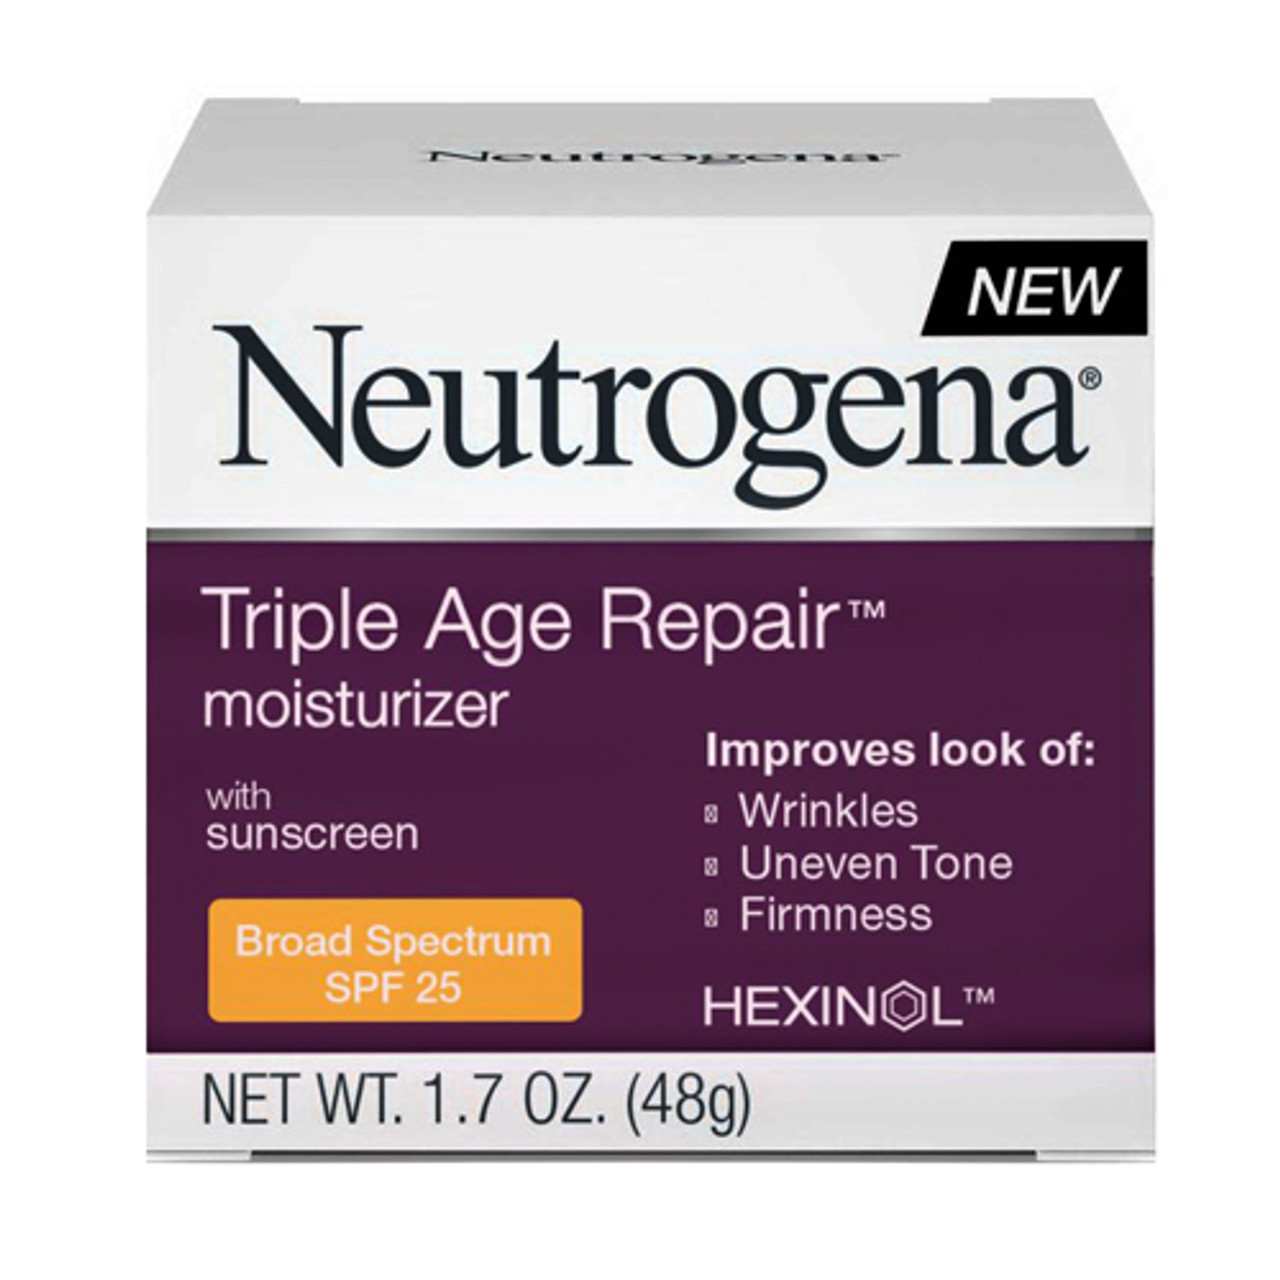 Neutrogena®
NEW
Neutrogena®
Triple Age Repair™
moisturizer
with
sunscreen
Broad Spectrum
SPF 25
Improves look of:
Wrinkles
Uneven Tone
Firmness
HEXINOL™
NET WT. 1.7 OZ. (48g)